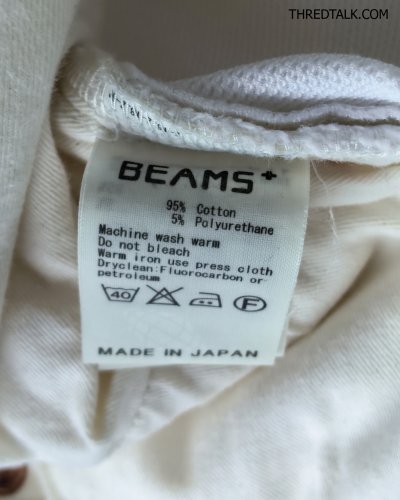 THREDTALK.COM
BEAMS+
95% Cotton
5% Polyurethane
Machine wash warm
Do not bleach
Warm iron use press cloth
Dryclean:Fluorocarbon or
petroleum
40 F
MADE IN JAPAN